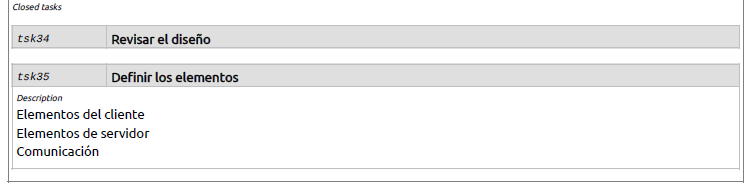 Closed tasks
tsk34 Revisar el diseño
tsk35 Definir los elementos
Description
Elementos del cliente
Elementos de servidor
Comunicación